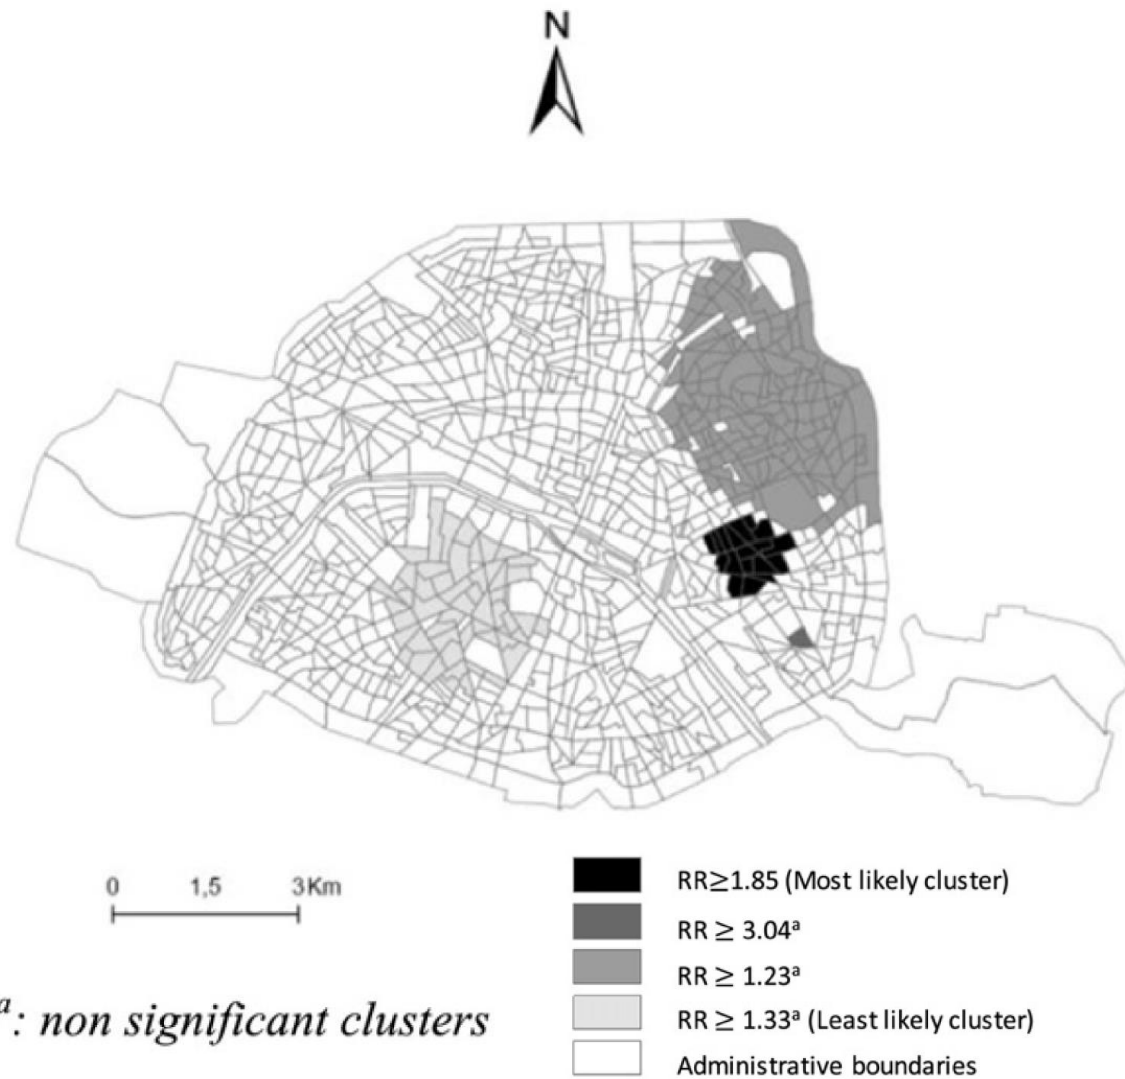 N
0 1,5 3Km
RR≥1.85 (Most likely cluster)
RR ≥ 3.04ᵃ
RR ≥ 1.23ᵃ
RR ≥ 1.33ᵃ (Least likely cluster)
Administrative boundaries
ᵃ: non significant clusters